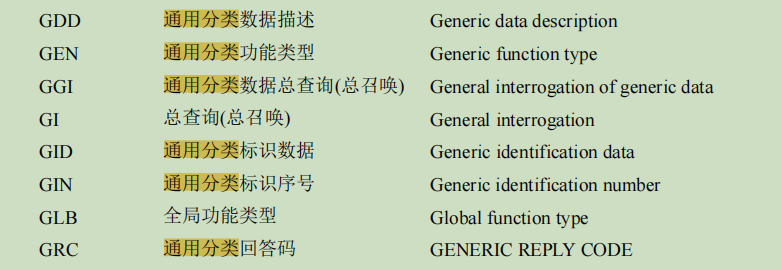 GDD 通用分类数据描述 Generic data description
GEN 通用分类功能类型 Generic function type
GGI 通用分类数据总查询(总召唤) General interrogation of generic data
GI 总查询(总召唤) General interrogation
GID 通用分类标识数据 Generic identification data
GIN 通用分类标识序号 Generic identification number
GLB 全局功能类型 Global function type
GRC 通用分类回答码 GENERIC REPLY CODE